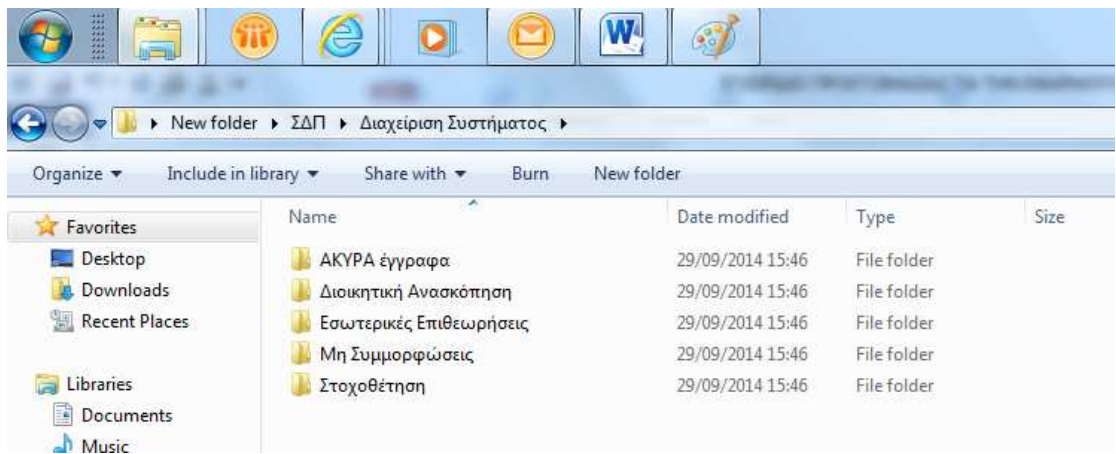 W
New folder ▸ ΣΔΠ ▸ Διαχείριση Συστήματος ▸
Organize Include in library Share with Burn New folder
Favorites
Desktop
Downloads
Recent Places
Libraries
Documents
Music
Name Date modified Type Size
ΑΚΥΡΑ έγγραφα 29/09/2014 15:46 File folder
Διοικητική Ανασκόπηση 29/09/2014 15:46 File folder
Εσωτερικές Επιθεωρήσεις 29/09/2014 15:46 File folder
Μη Συμμορφώσεις 29/09/2014 15:46 File folder
Στοχοθέτηση 29/09/2014 15:46 File folder